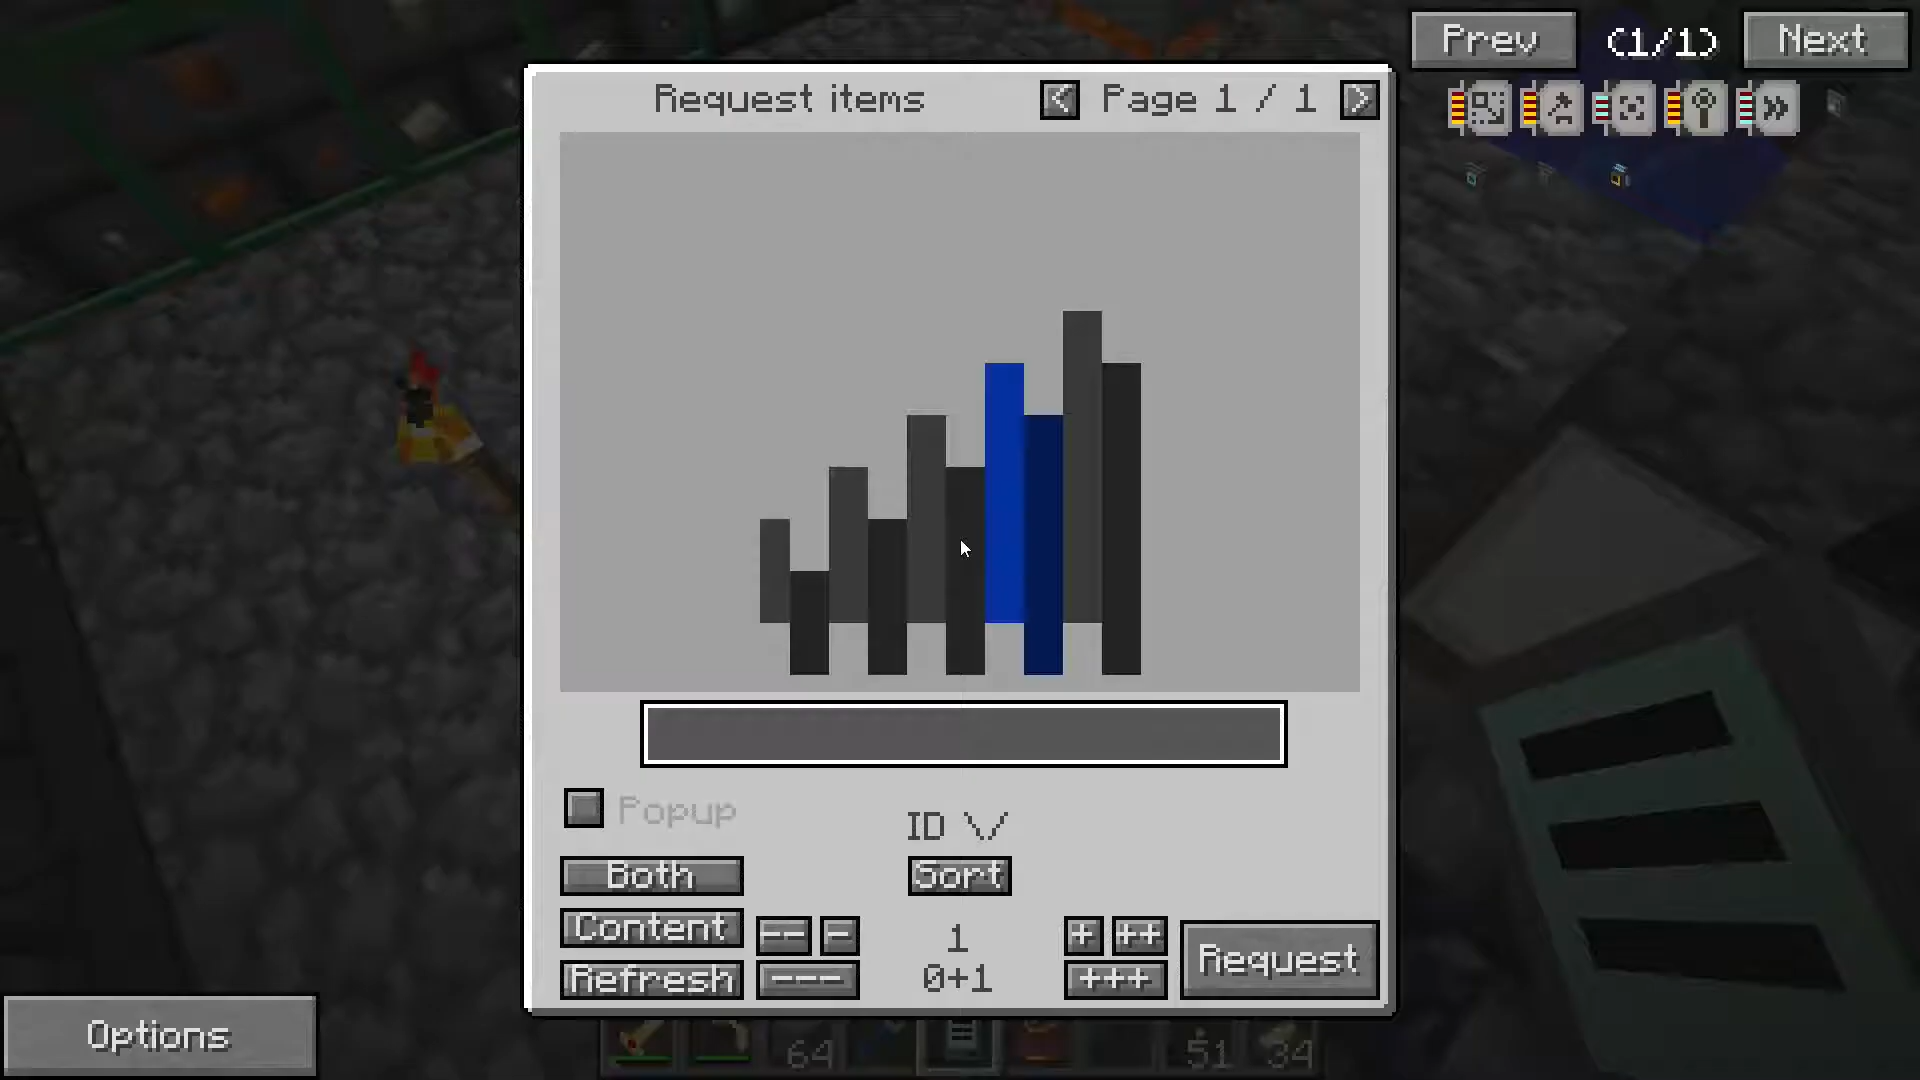 Prev (1/1) Next
Request items < Page 1 / 1 >
Popup
ID \/
Both Sort
Content -- - 1 + ++ Request
Refresh --- 0+1 +++
Options
64 51 34